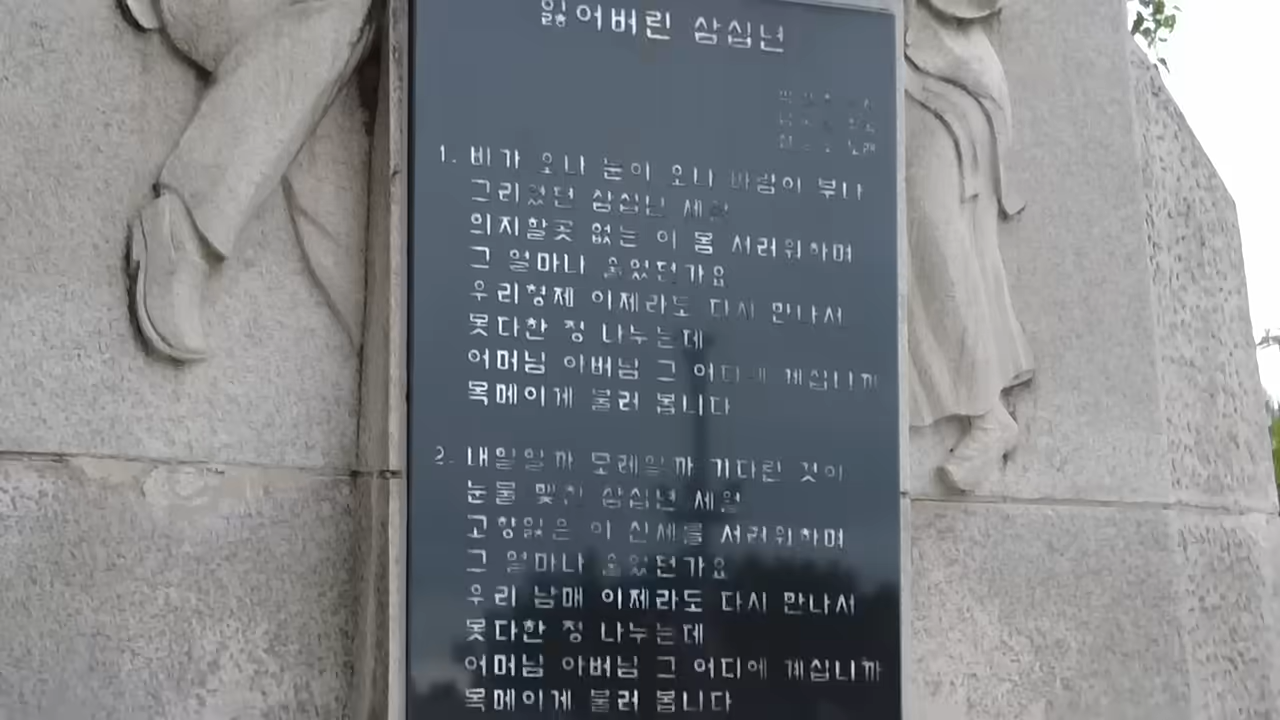 잃어버린 삼십년
노래
1. 비가 오나 눈이 오나 바람이 부나
그리웠던 삼십년 세월
의지할곳 없는 이 몸 서러워하며
그 얼마나 울었던가요
우리형제 이제라도 다시 만나서
못다한 정 나누는데
어머님 아버님 그 어디에 계십니까
목메이게 불러 봅니다
2. 내일일까 모레일까 기다린 것이
눈물 맺힌 삼십년 세월
고향잃은 이 신세를 서러워하며
그 얼마나 울었던가요
우리 남매 이제라도 다시 만나서
못다한 정 나누는데
어머님 아버님 그 어디에 계십니까
목메이게 불러 봅니다